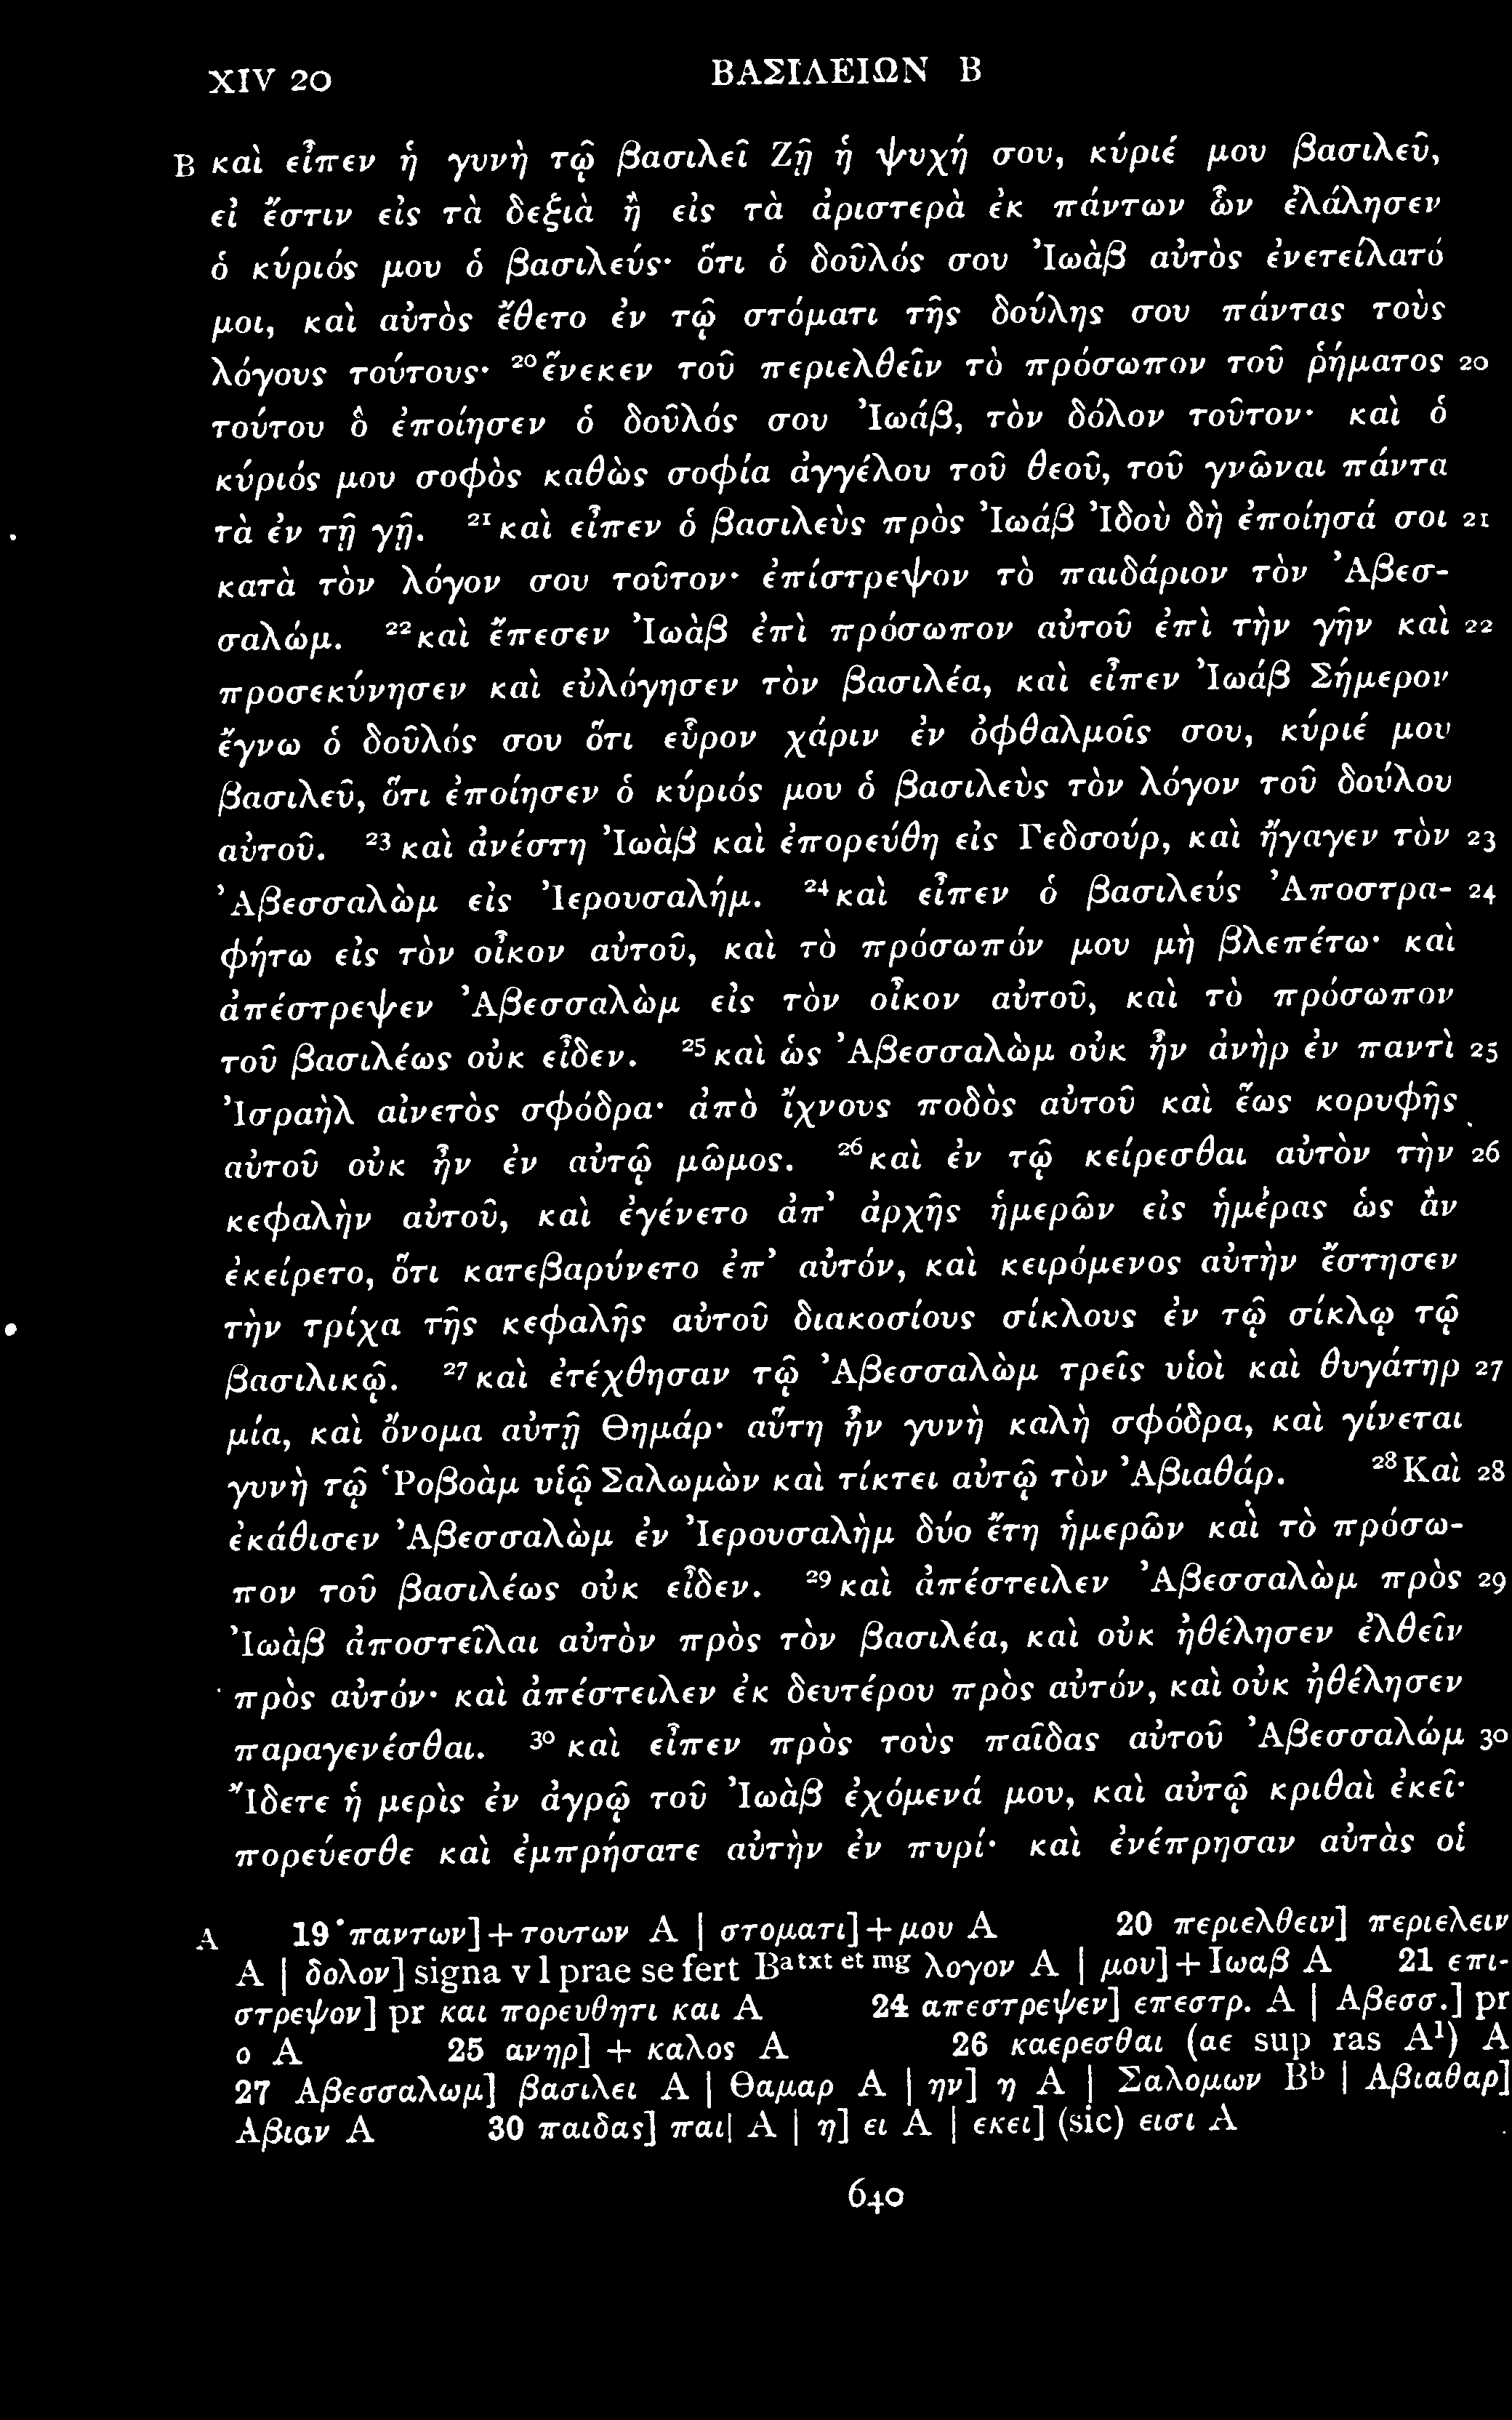 XIV 20 ΒΑΣΙΛΕΙΩΝ Β
B καὶ εἶπεν ἡ γυνὴ τῷ βασιλεῖ Ζῇ ἡ ψυχή σου, κύριέ μου βασιλεῦ,
εἰ ἔστιν εἰς τὰ δεξιὰ ἢ εἰς τὰ ἀριστερὰ ἐκ πάντων ὧν ἐλάλησεν
ὁ κύριός μου ὁ βασιλεύς· ὅτι ὁ δοῦλός σου Ἰωὰβ αὐτὸς ἐνετείλατό
μοι, καὶ αὐτὸς ἔθετο ἐν τῷ στόματι τῆς δούλης σου πάντας τοὺς
λόγους τούτους· ²⁰ἕνεκεν τοῦ περιελθεῖν τὸ πρόσωπον τοῦ ῥήματος 20
τούτου ὃ ἐποίησεν ὁ δοῦλός σου Ἰωάβ, τὸν δόλον τοῦτον· καὶ ὁ
κύριός μου σοφὸς καθὼς σοφία ἀγγέλου τοῦ θεοῦ, τοῦ γνῶναι πάντα
τὰ ἐν τῇ γῇ. ²¹καὶ εἶπεν ὁ βασιλεὺς πρὸς Ἰωάβ Ἰδοὺ δὴ ἐποίησά σοι 21
κατὰ τὸν λόγον σου τοῦτον· ἐπίστρεψον τὸ παιδάριον τὸν Ἀβεσ-
σαλώμ. ²²καὶ ἔπεσεν Ἰωὰβ ἐπὶ πρόσωπον αὐτοῦ ἐπὶ τὴν γῆν καὶ 22
προσεκύνησεν καὶ εὐλόγησεν τὸν βασιλέα, καὶ εἶπεν Ἰωάβ Σήμερον
ἔγνω ὁ δοῦλός σου ὅτι εὗρον χάριν ἐν ὀφθαλμοῖς σου, κύριέ μου
βασιλεῦ, ὅτι ἐποίησεν ὁ κύριός μου ὁ βασιλεὺς τὸν λόγον τοῦ δούλου
αὐτοῦ. ²³καὶ ἀνέστη Ἰωὰβ καὶ ἐπορεύθη εἰς Γεδσούρ, καὶ ἤγαγεν τὸν 23
Ἀβεσσαλὼμ εἰς Ἰερουσαλήμ. ²⁴καὶ εἶπεν ὁ βασιλεύς Ἀποστρα- 24
φήτω εἰς τὸν οἶκον αὐτοῦ, καὶ τὸ πρόσωπόν μου μὴ βλεπέτω· καὶ
ἀπέστρεψεν Ἀβεσσαλὼμ εἰς τὸν οἶκον αὐτοῦ, καὶ τὸ πρόσωπον
τοῦ βασιλέως οὐκ εἶδεν. ²⁵καὶ ὡς Ἀβεσσαλὼμ οὐκ ἦν ἀνὴρ ἐν παντὶ 25
Ἰσραὴλ αἰνετὸς σφόδρα· ἀπὸ ἴχνους ποδὸς αὐτοῦ καὶ ἕως κορυφῆς
αὐτοῦ οὐκ ἦν ἐν αὐτῷ μῶμος. ²⁶καὶ ἐν τῷ κείρεσθαι αὐτὸν τὴν 26
κεφαλὴν αὐτοῦ, καὶ ἐγένετο ἀπ’ ἀρχῆς ἡμερῶν εἰς ἡμέρας ὡς ἂν
ἐκείρετο, ὅτι κατεβαρύνετο ἐπ’ αὐτόν, καὶ κειρόμενος αὐτὴν ἔστησεν
τὴν τρίχα τῆς κεφαλῆς αὐτοῦ διακοσίους σίκλους ἐν τῷ σίκλῳ τῷ
βασιλικῷ. ²⁷καὶ ἐτέχθησαν τῷ Ἀβεσσαλὼμ τρεῖς υἱοὶ καὶ θυγάτηρ 27
μία, καὶ ὄνομα αὐτῇ Θημάρ· αὕτη ἦν γυνὴ καλὴ σφόδρα, καὶ γίνεται
γυνὴ τῷ Ῥοβοὰμ υἱῷ Σαλωμὼν καὶ τίκτει αὐτῷ τὸν Ἀβιαθάρ. ²⁸Καὶ 28
ἐκάθισεν Ἀβεσσαλὼμ ἐν Ἰερουσαλὴμ δύο ἔτη ἡμερῶν καὶ τὸ πρόσω-
πον τοῦ βασιλέως οὐκ εἶδεν. ²⁹καὶ ἀπέστειλεν Ἀβεσσαλὼμ πρὸς 29
Ἰωὰβ ἀποστεῖλαι αὐτὸν πρὸς τὸν βασιλέα, καὶ οὐκ ἠθέλησεν ἐλθεῖν
πρὸς αὐτόν· καὶ ἀπέστειλεν ἐκ δευτέρου πρὸς αὐτόν, καὶ οὐκ ἠθέλησεν
παραγενέσθαι. ³⁰καὶ εἶπεν πρὸς τοὺς παῖδας αὐτοῦ Ἀβεσσαλώμ 30
Ἴδετε ἡ μερὶς ἐν ἀγρῷ τοῦ Ἰωὰβ ἐχόμενά μου, καὶ αὐτῷ κριθαὶ ἐκεῖ·
πορεύεσθε καὶ ἐμπρήσατε αὐτὴν ἐν πυρί· καὶ ἐνέπρησαν αὐτὰς οἱ
A 19 παντων]+τουτων A | στοματι]+μου A 20 περιελθειν] περιελειν
A | δολον] signa v l prae se fert Bᵃ ᵗˣᵗ ᵉᵗ ᵐᵍ λογον A | μου]+Ιωαβ A 21 επι-
στρεψον] pr και πορευθητι και A 24 απεστρεψεν] επεστρ. A | Αβεσσ.] pr
ο A 25 ανηρ] + καλος A 26 καερεσθαι (αε sup ras A¹) A
27 Αβεσσαλωμ] βασιλει A | Θαμαρ A | ην] η A | Σαλομων Bᵇ | Αβιαθαρ]
Αβιαν A 30 παιδας] παι| A | η] ει A | εκει] (sic) εισι A
640